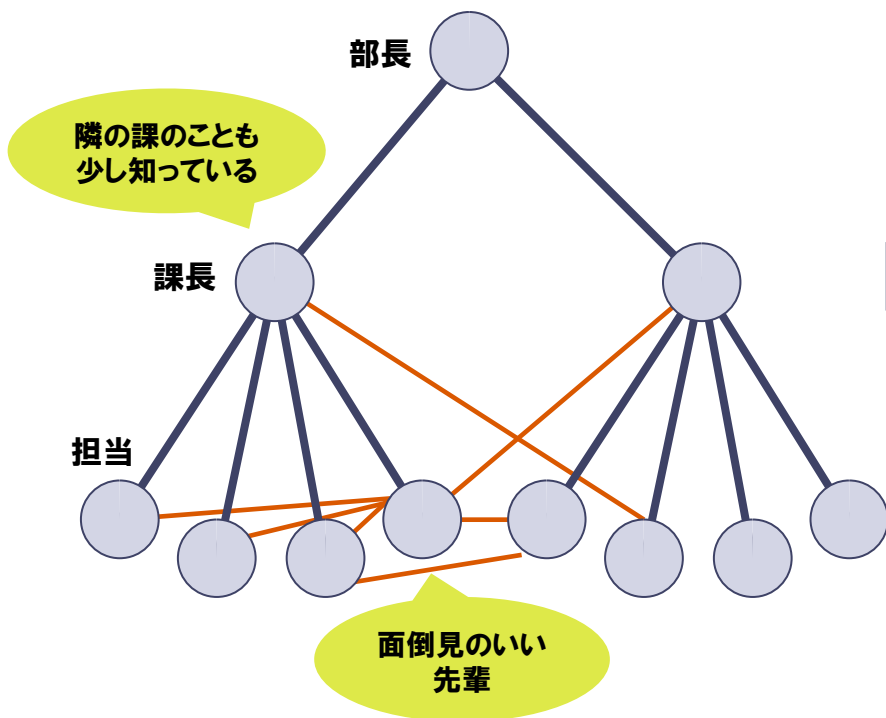 部長
隣の課のことも
少し知っている
課長
担当
面倒見のいい
先輩